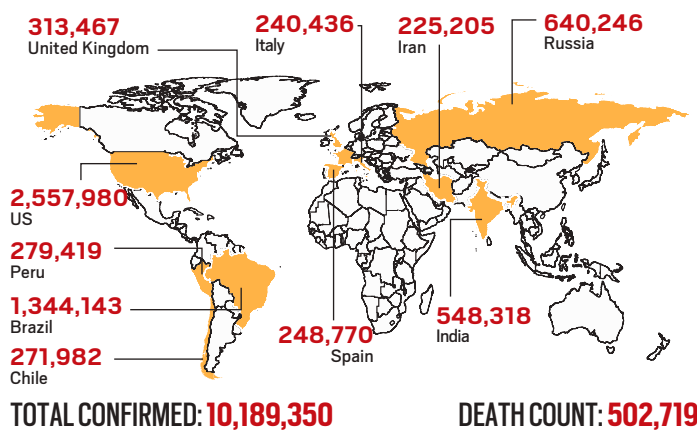 313,467
United Kingdom
240,436
Italy
225,205
Iran
640,246
Russia
2,557,980
US
279,419
Peru
1,344,143
Brazil
271,982
Chile
248,770
Spain
548,318
India
TOTAL CONFIRMED: 10,189,350
DEATH COUNT: 502,719